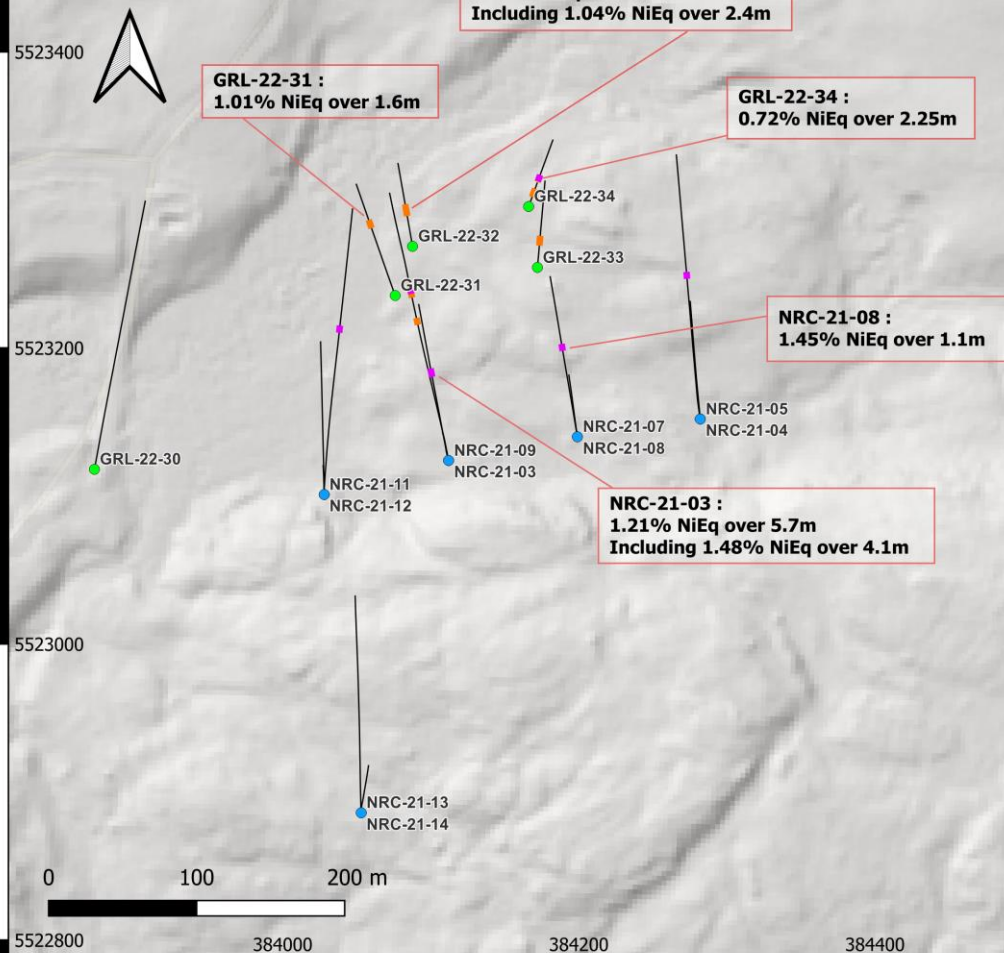 Including 1.04% NiEq over 2.4m
5523400
GRL-22-31 :
1.01% NiEq over 1.6m
GRL-22-34 :
0.72% NiEq over 2.25m
GRL-22-34
GRL-22-32
GRL-22-33
GRL-22-31
NRC-21-08 :
1.45% NiEq over 1.1m
5523200
NRC-21-05
NRC-21-04
NRC-21-07
NRC-21-08
NRC-21-09
NRC-21-03
GRL-22-30
NRC-21-11
NRC-21-12
NRC-21-03 :
1.21% NiEq over 5.7m
Including 1.48% NiEq over 4.1m
5523000
NRC-21-13
NRC-21-14
0 100 200 m
5522800
384000 384200 384400